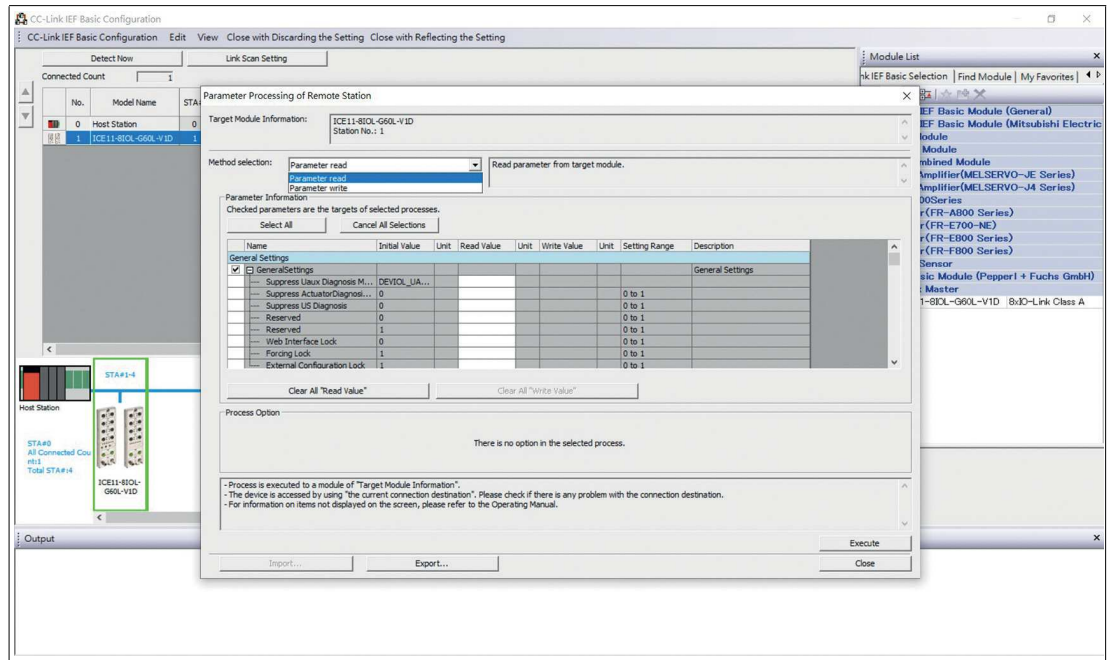 CC-Link IEF Basic Configuration
CC-Link IEF Basic Configuration Edit View Close with Discarding the Setting Close with Reflecting the Setting
Detect Now Link Scan Setting
Connected Count 1
No. Model Name STA#
0 Host Station 0
1 ICE11-8IOL-G60L-V1D 1
Host Station
STA#1-4
STA#0
All Connected Cou
nt:1
Total STA#:4
ICE11-8IOL-
G60L-V1D
Output
Parameter Processing of Remote Station
Target Module Information: ICE11-8IOL-G60L-V1D
Station No.: 1
Method selection: Parameter read Read parameter from target module.
Parameter read
Parameter write
Parameter Information
Checked parameters are the targets of selected processes.
Select All Cancel All Selections
Name Initial Value Unit Read Value Unit Write Value Unit Setting Range Description
General Settings
GeneralSettings General Settings
Suppress Uaux Diagnosis M... DEVIOL_UA...
Suppress ActuatorDiagnosi... 0 0 to 1
Suppress US Diagnosis 0 0 to 1
Reserved 0 0 to 1
Reserved 1 0 to 1
Web Interface Lock 0 0 to 1
Forcing Lock 1 0 to 1
External Configuration Lock 1 0 to 1
Clear All "Read Value" Clear All "Write Value"
Process Option
There is no option in the selected process.
- Process is executed to a module of "Target Module Information".
- The device is accessed by using "the current connection destination". Please check if there is any problem with the connection destination.
- For information on items not displayed on the screen, please refer to the Operating Manual.
Execute
Import... Export... Close
Module List
nk IEF Basic Selection Find Module My Favorites
IEF Basic Module (General)
IEF Basic Module (Mitsubishi Electric
Module
Module
mbined Module
Amplifier(MELSERVO-JE Series)
Amplifier(MELSERVO-J4 Series)
00Series
r(FR-A800 Series)
r(FR-E700-NE)
r(FR-E800 Series)
r(FR-F800 Series)
Sensor
sic Module (Pepperl + Fuchs GmbH)
Master
1-8IOL-G60L-V1D 8xIO-Link Class A